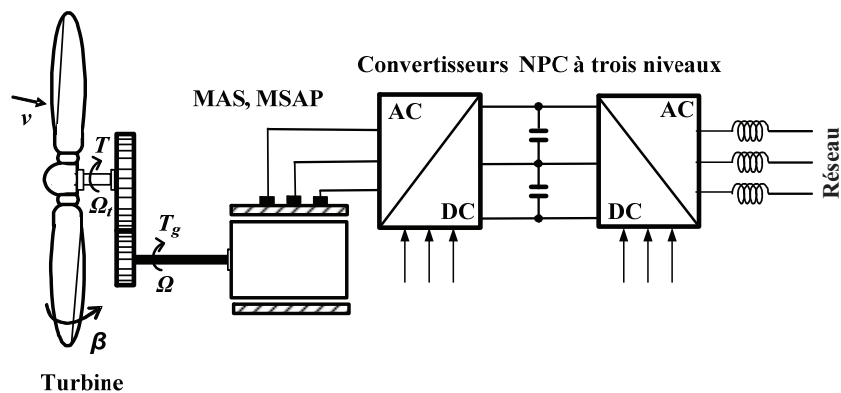 Convertisseurs NPC à trois niveaux
MAS, MSAP
AC
DC
AC
DC
Réseau
v
T
Ωt
Tg
Ω
β
Turbine